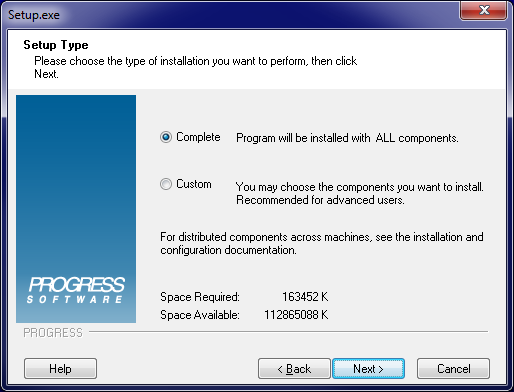 Setup.exe
Setup Type
Please choose the type of installation you want to perform, then click
Next.
Complete Program will be installed with ALL components.
Custom You may choose the components you want to install.
Recommended for advanced users.
For distributed components across machines, see the installation and
configuration documentation.
PROGRESS
SOFTWARE
Space Required: 163452 K
Space Available: 112865088 K
PROGRESS
Help < Back Next > Cancel